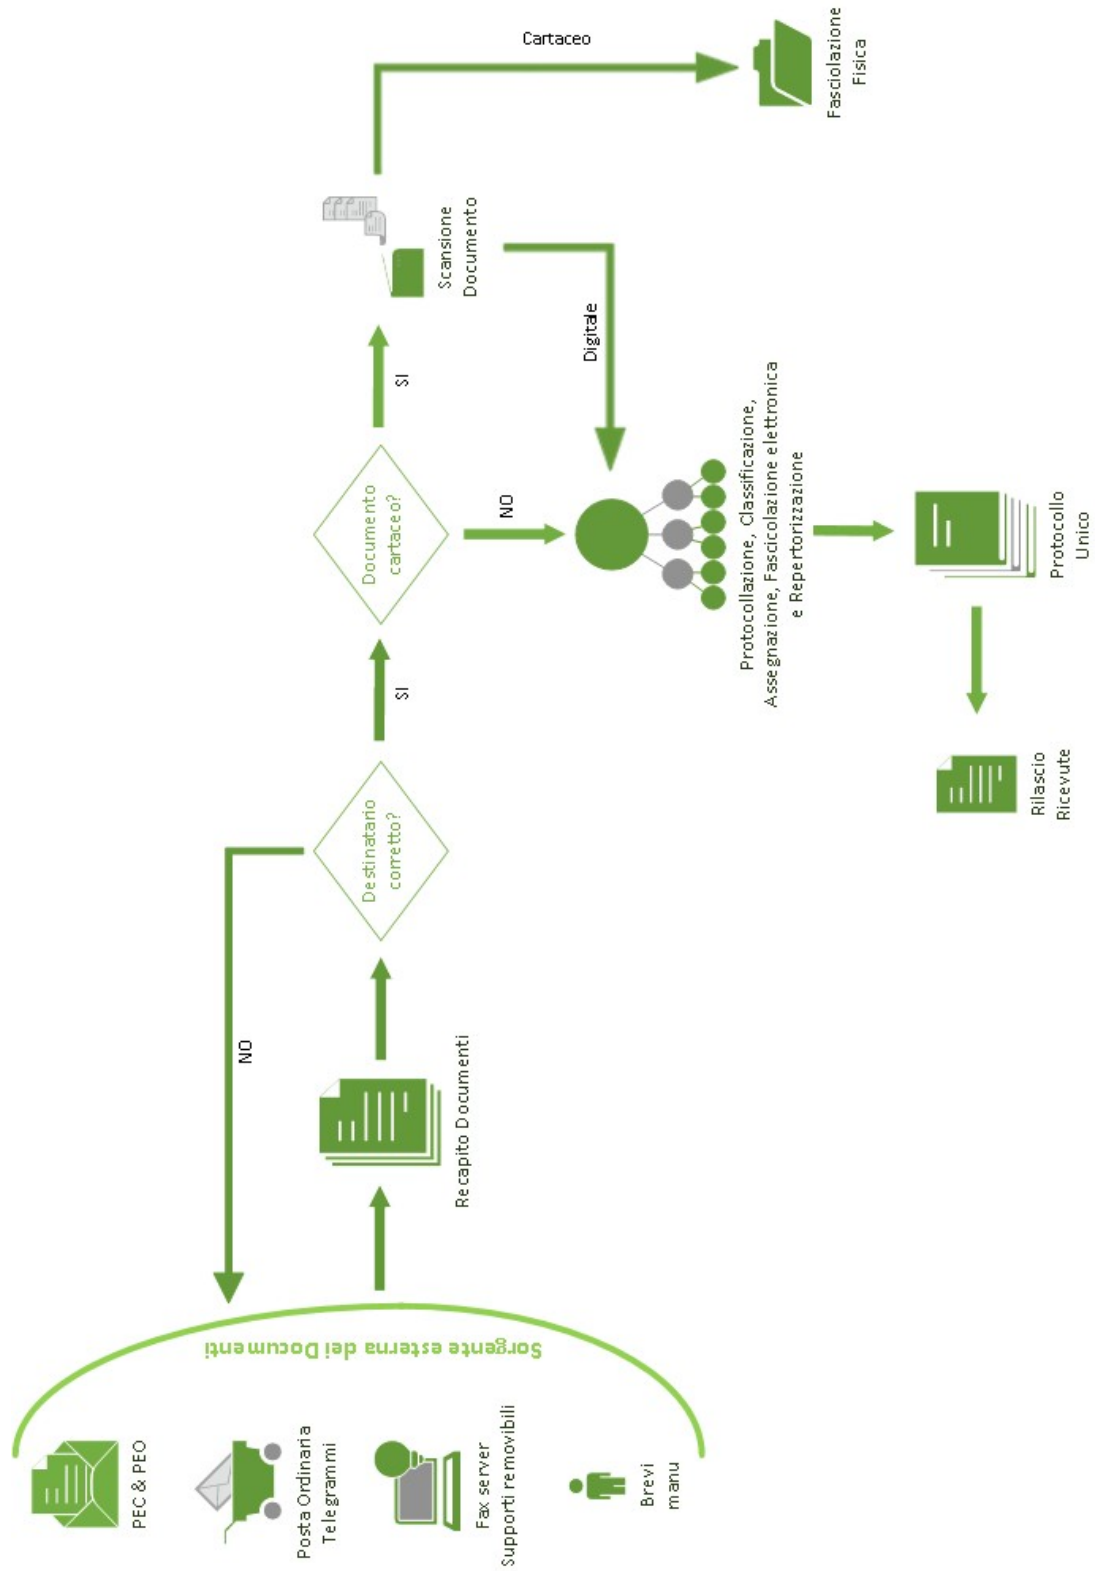 PEC & PEO
Posta Ordinaria
Telegrammi
Fax server
Supporti removibili
Brevi
manu
Sorgente esterna dei Documenti
NO
Recapito Documenti
Destinatario
corretto?
SI
Documento
cartaceo?
SI
NO
Scansione
Documento
Cartaceo
Digitale
Fasciolazione
Fisica
Protocollazione, Classificazione,
Assegnazione, Fascicolazione elettronica
e Repertorizzazione
Protocollo
Unico
Rilascio
Ricevute